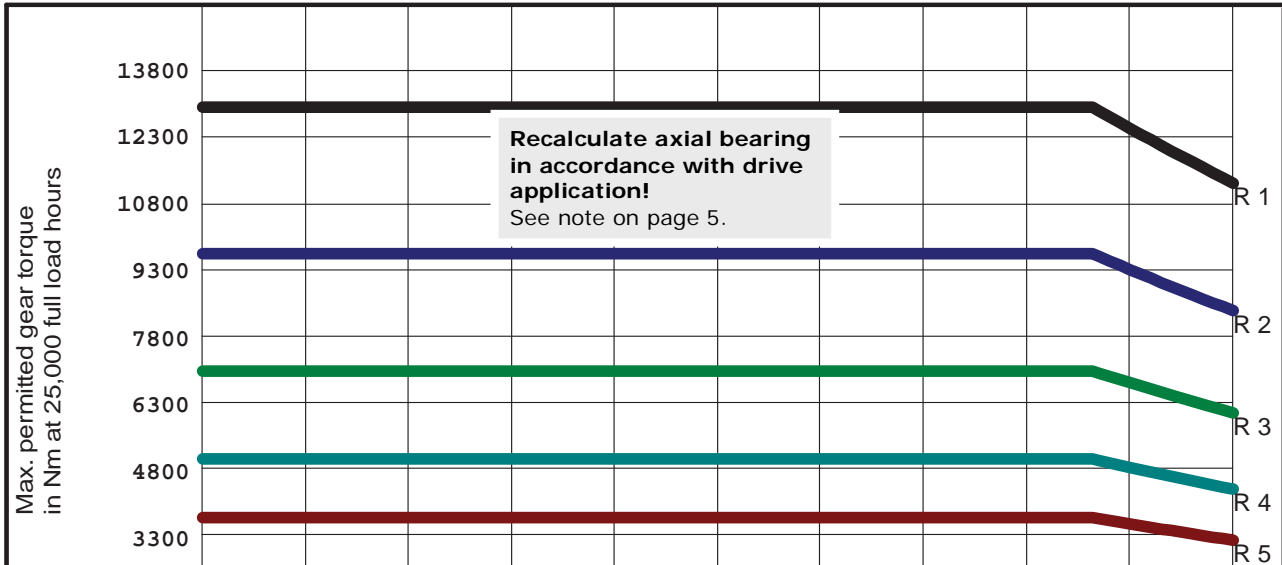 Max. permitted gear torque
in Nm at 25,000 full load hours
13800
12300
10800
9300
7800
6300
4800
3300
Recalculate axial bearing
in accordance with drive
application!
See note on page 5.
R 1
R 2
R 3
R 4
R 5